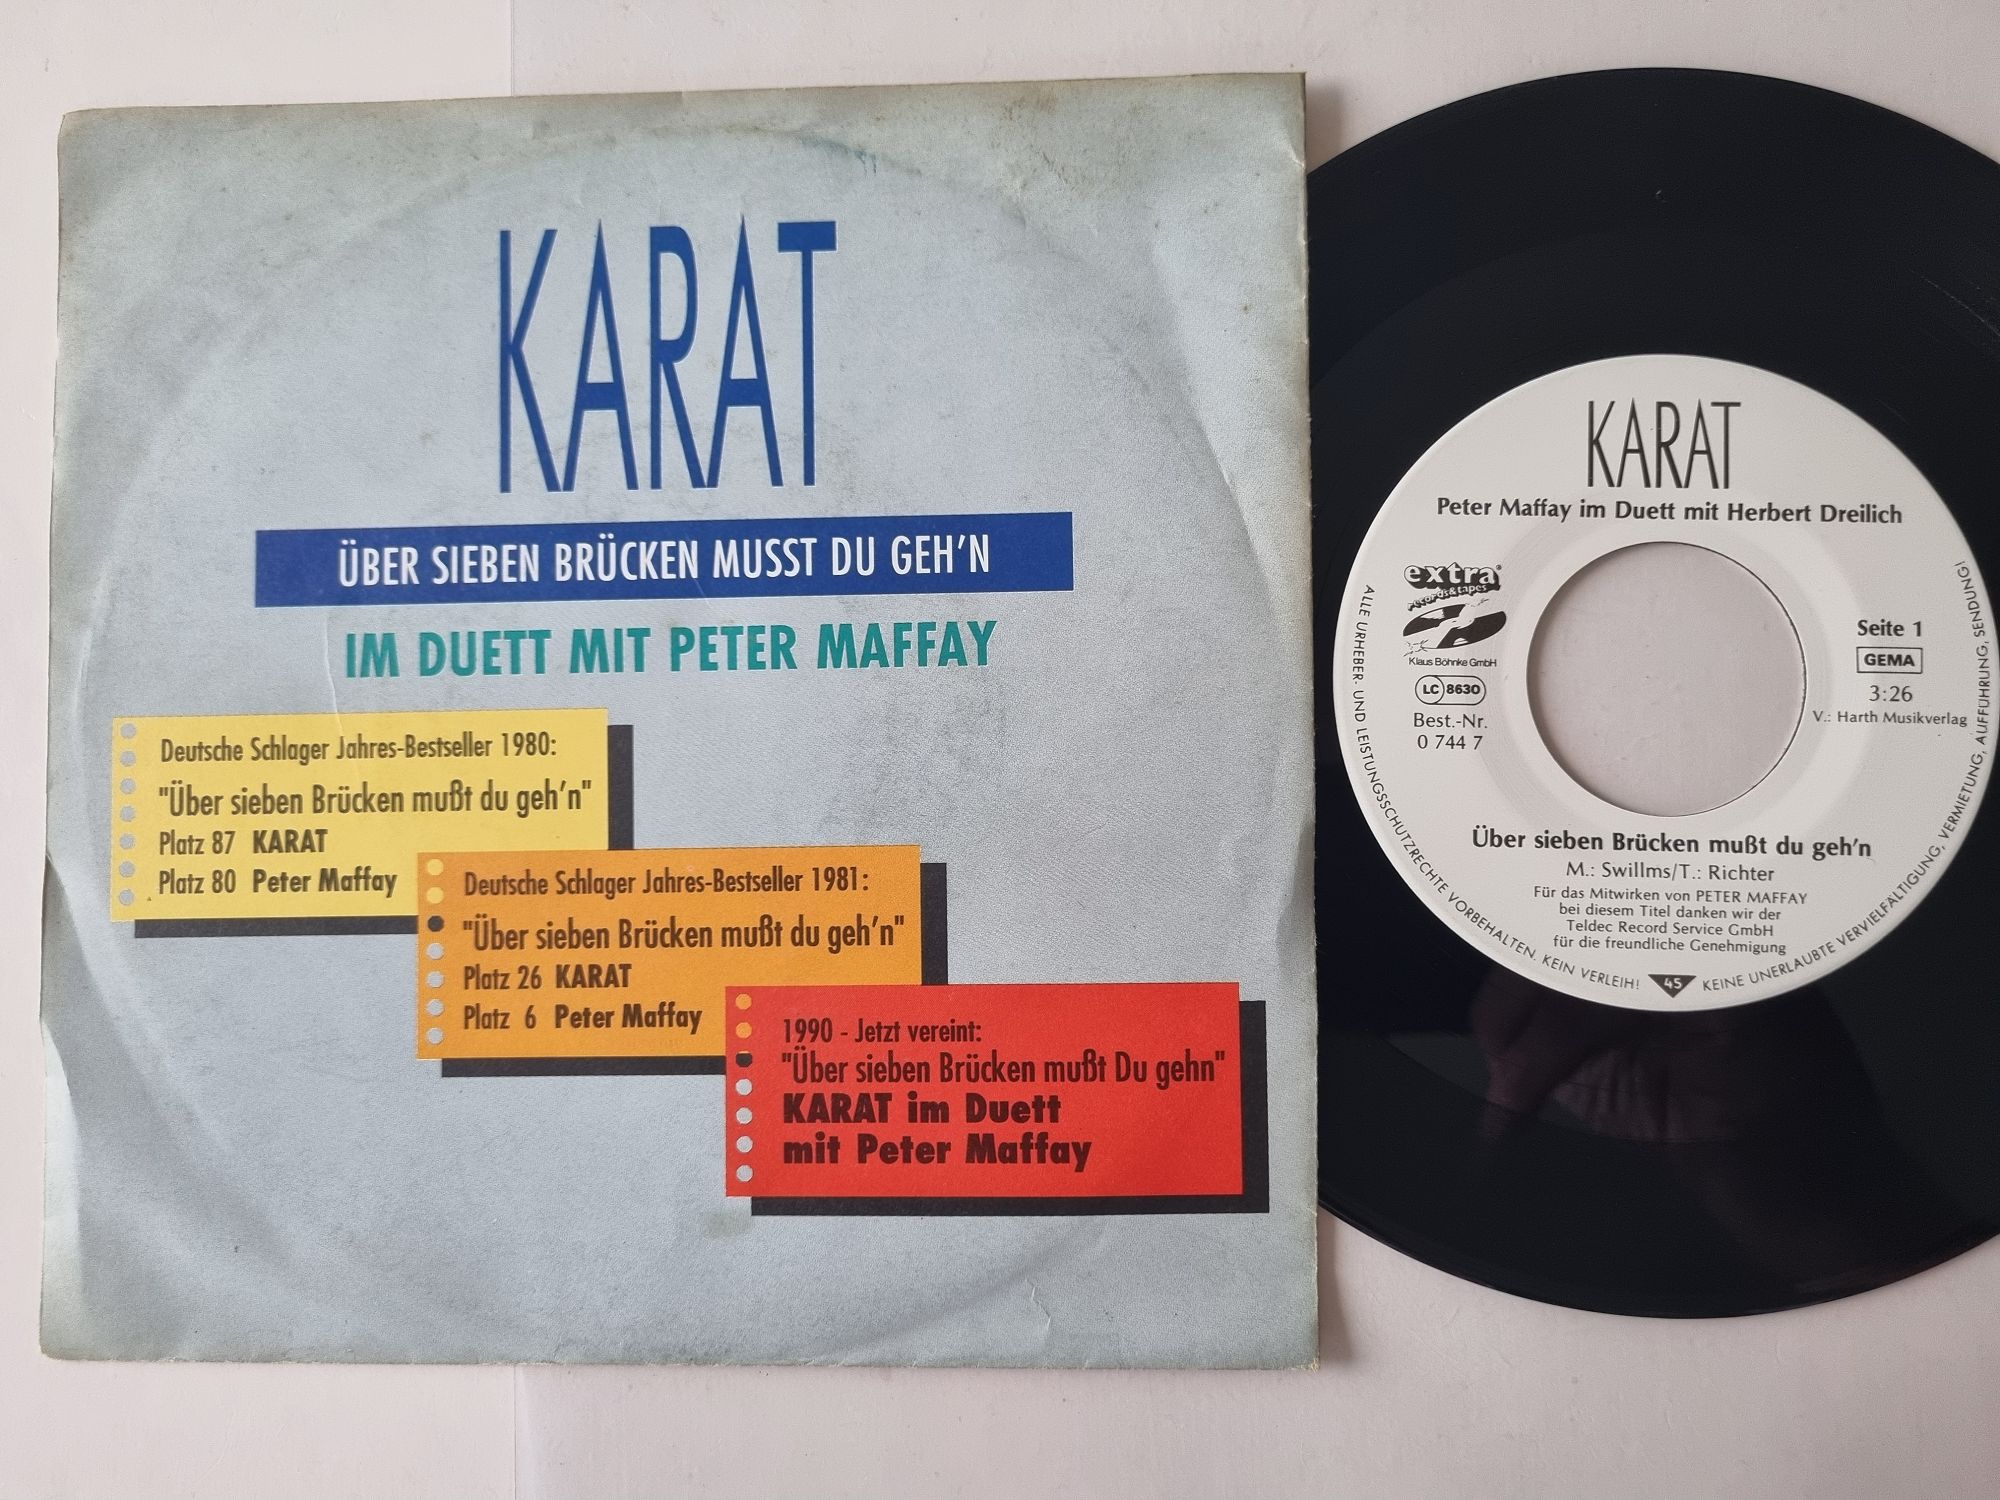 KARAT
ÜBER SIEBEN BRÜCKEN MUSST DU GEH'N
IM DUETT MIT PETER MAFFAY
Deutsche Schlager Jahres-Bestseller 1980:
"Über sieben Brücken mußt du geh'n"
Platz 87 KARAT
Platz 80 Peter Maffay
Deutsche Schlager Jahres-Bestseller 1981:
"Über sieben Brücken mußt du geh'n"
Platz 26 KARAT
Platz 6 Peter Maffay
1990 - Jetzt vereint:
"Über sieben Brücken mußt Du gehn"
KARAT im Duett
mit Peter Maffay
KARAT
Peter Maffay im Duett mit Herbert Dreilich
extra
records & tapes
Klaus Böhnke GmbH
LC 8630
Best.-Nr.
0 744 7
Seite 1
GEMA
3:26
V.: Harth Musikverlag
Über sieben Brücken mußt du geh'n
M.: Swillms/T.: Richter
Für das Mitwirken von PETER MAFFAY
bei diesem Titel danken wir der
Teldec Record Service GmbH
für die freundliche Genehmigung
ALLE URHEBER- UND LEISTUNGSSCHUTZRECHTE VORBEHALTEN. KEIN VERLEIH! 45 KEINE UNERLAUBTE VERVIELFÄLTIGUNG, VERMIETUNG, AUFFÜHRUNG, SENDUNG!